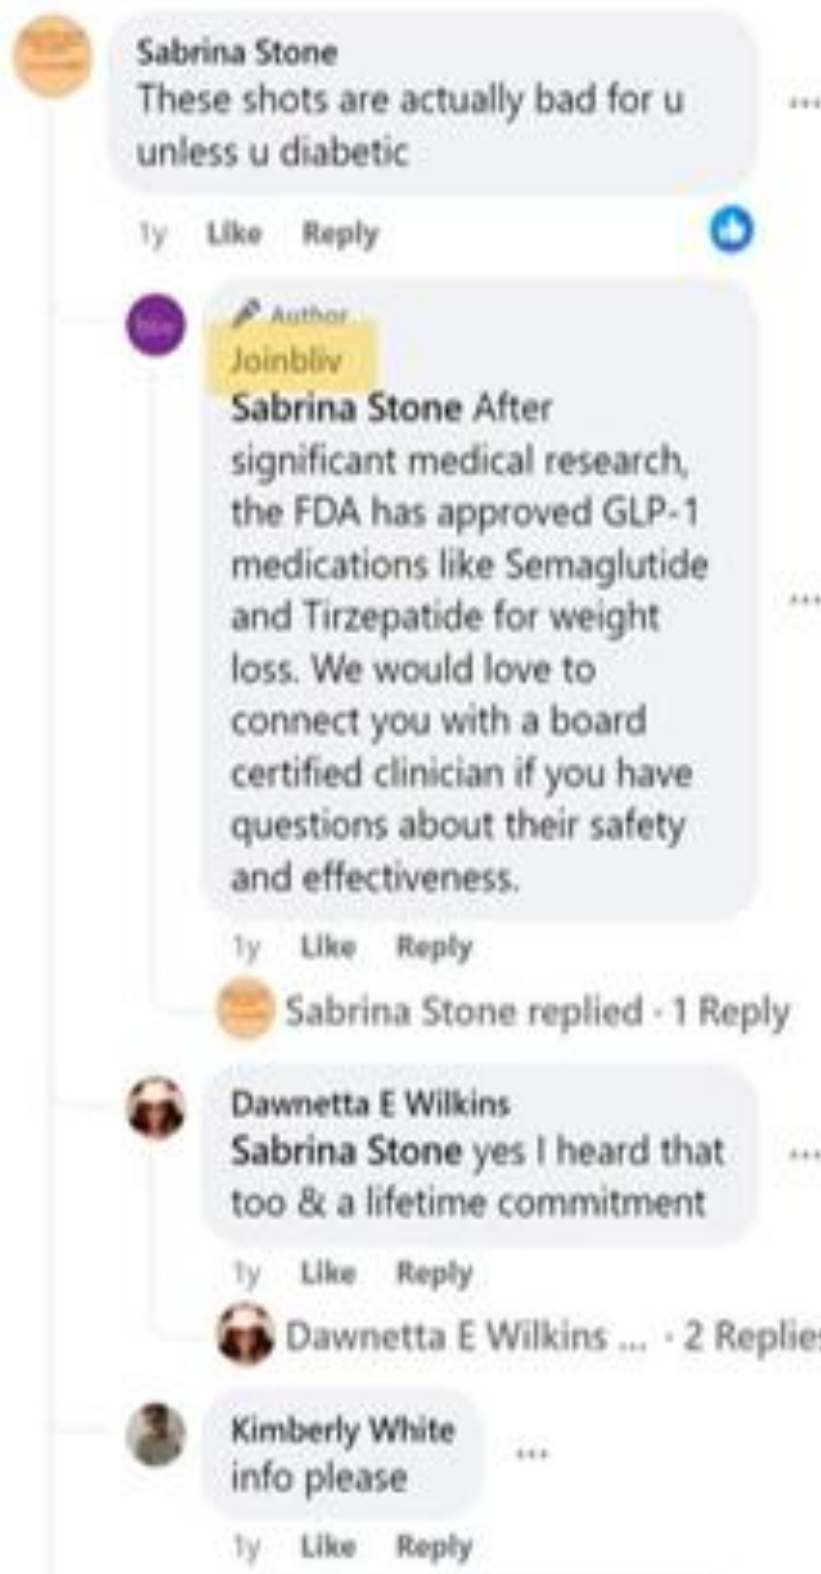 Sabrina Stone
These shots are actually bad for u
unless u diabetic
1y Like Reply
Author
Joinbliv
Sabrina Stone After
significant medical research,
the FDA has approved GLP-1
medications like Semaglutide
and Tirzepatide for weight
loss. We would love to
connect you with a board
certified clinician if you have
questions about their safety
and effectiveness.
1y Like Reply
Sabrina Stone replied · 1 Reply
Dawnetta E Wilkins
Sabrina Stone yes I heard that
too & a lifetime commitment
1y Like Reply
Dawnetta E Wilkins ... · 2 Replies
Kimberly White
info please
1y Like Reply